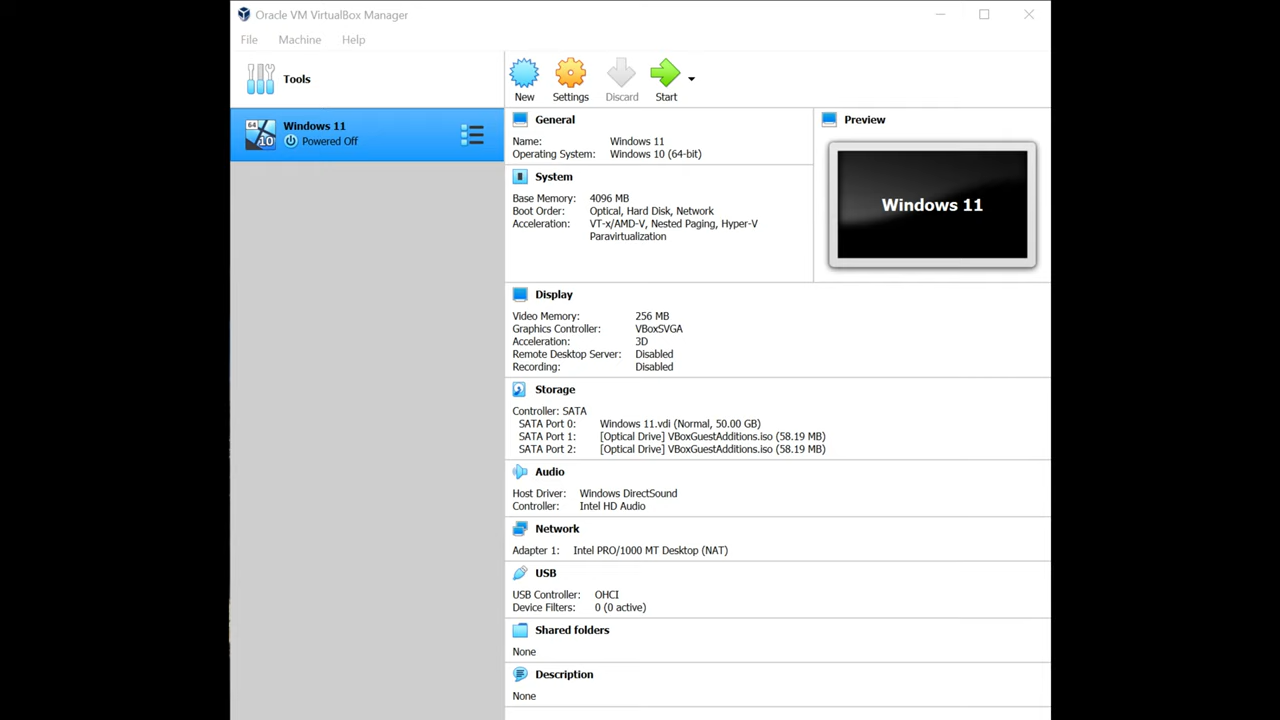 Oracle VM VirtualBox Manager
File Machine Help
Tools
New Settings Discard Start
64
10
Windows 11
Powered Off
General
Name: Windows 11
Operating System: Windows 10 (64-bit)
Preview
Windows 11
System
Base Memory: 4096 MB
Boot Order: Optical, Hard Disk, Network
Acceleration: VT-x/AMD-V, Nested Paging, Hyper-V
Paravirtualization
Display
Video Memory: 256 MB
Graphics Controller: VBoxSVGA
Acceleration: 3D
Remote Desktop Server: Disabled
Recording: Disabled
Storage
Controller: SATA
SATA Port 0: Windows 11.vdi (Normal, 50.00 GB)
SATA Port 1: [Optical Drive] VBoxGuestAdditions.iso (58.19 MB)
SATA Port 2: [Optical Drive] VBoxGuestAdditions.iso (58.19 MB)
Audio
Host Driver: Windows DirectSound
Controller: Intel HD Audio
Network
Adapter 1: Intel PRO/1000 MT Desktop (NAT)
USB
USB Controller: OHCI
Device Filters: 0 (0 active)
Shared folders
None
Description
None